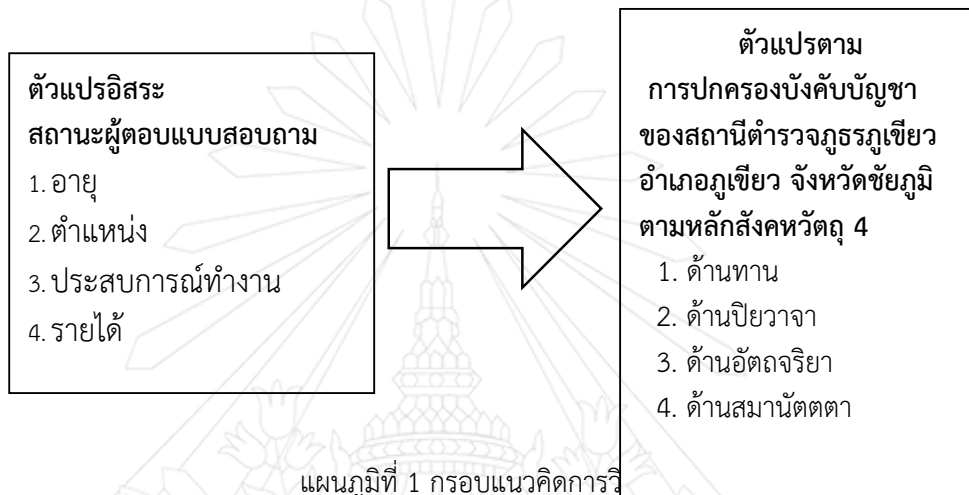 ตัวแปรอิสระ
สถานะผู้ตอบแบบสอบถาม
1. อายุ
2. ตำแหน่ง
3. ประสบการณ์ทำงาน
4. รายได้
ตัวแปรตาม
การปกครองบังคับบัญชา
ของสถานีตำรวจภูธรภูเขียว
อำเภอภูเขียว จังหวัดชัยภูมิ
ตามหลักสังคหวัตถุ 4
1. ด้านทาน
2. ด้านปิยวาจา
3. ด้านอัตถจริยา
4. ด้านสมานัตตตา
แผนภูมิที่ 1 กรอบแนวคิดการวิ